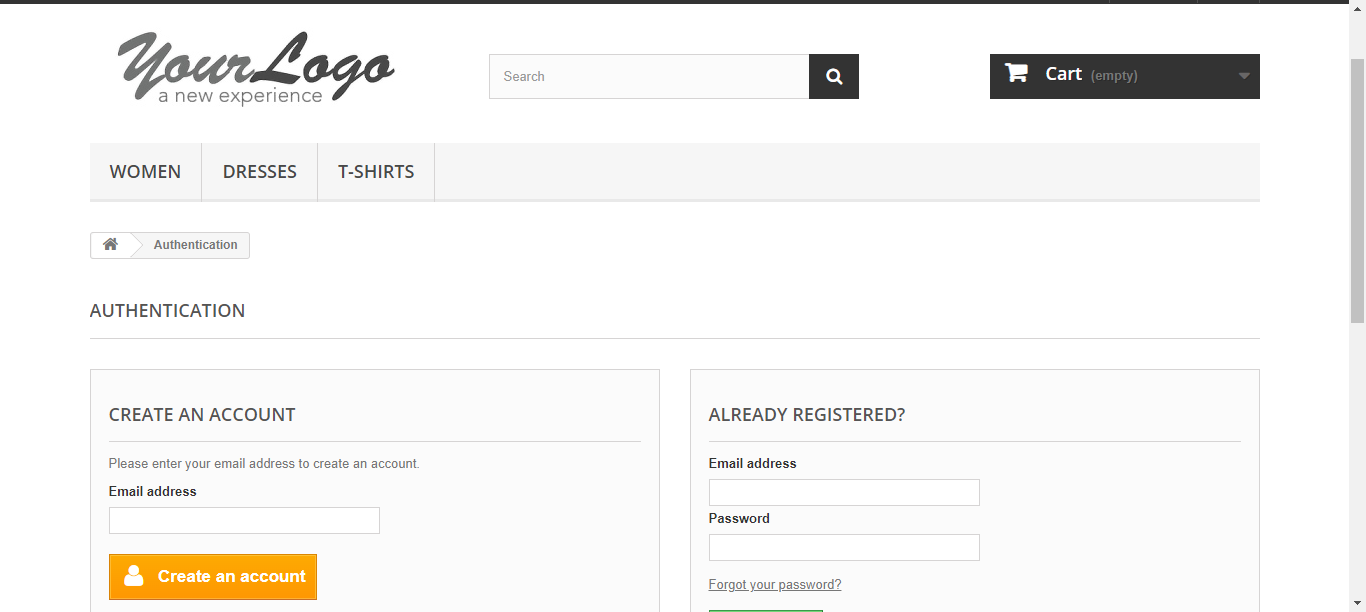 YourLogo
a new experience
Search
Cart (empty)
WOMEN DRESSES T-SHIRTS
Authentication
AUTHENTICATION
CREATE AN ACCOUNT
Please enter your email address to create an account.
Email address
Create an account
ALREADY REGISTERED?
Email address
Password
Forgot your password?